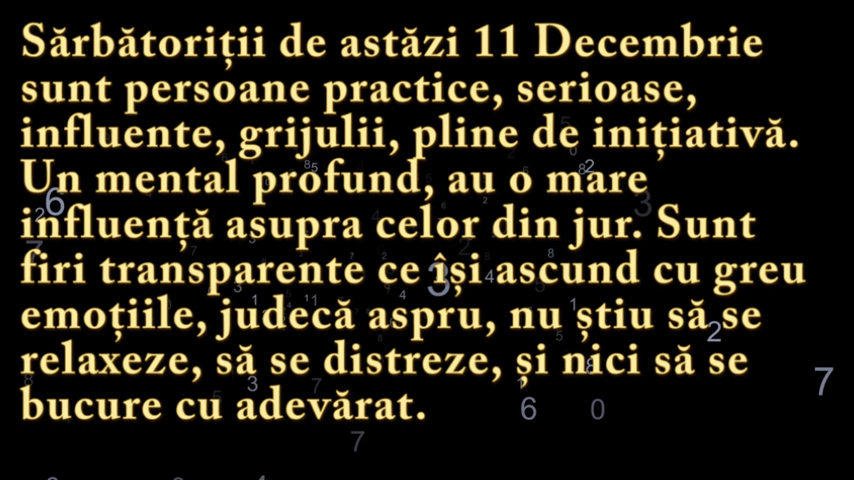 Sărbătoriții de astăzi 11 Decembrie
sunt persoane practice, serioase,
influente, grijulii, pline de inițiativă.
Un mental profund, au o mare
influență asupra celor din jur. Sunt
firi transparente ce își ascund cu greu
emoțiile, judecă aspru, nu știu să se
relaxeze, să se distreze, și nici să se
bucure cu adevărat.